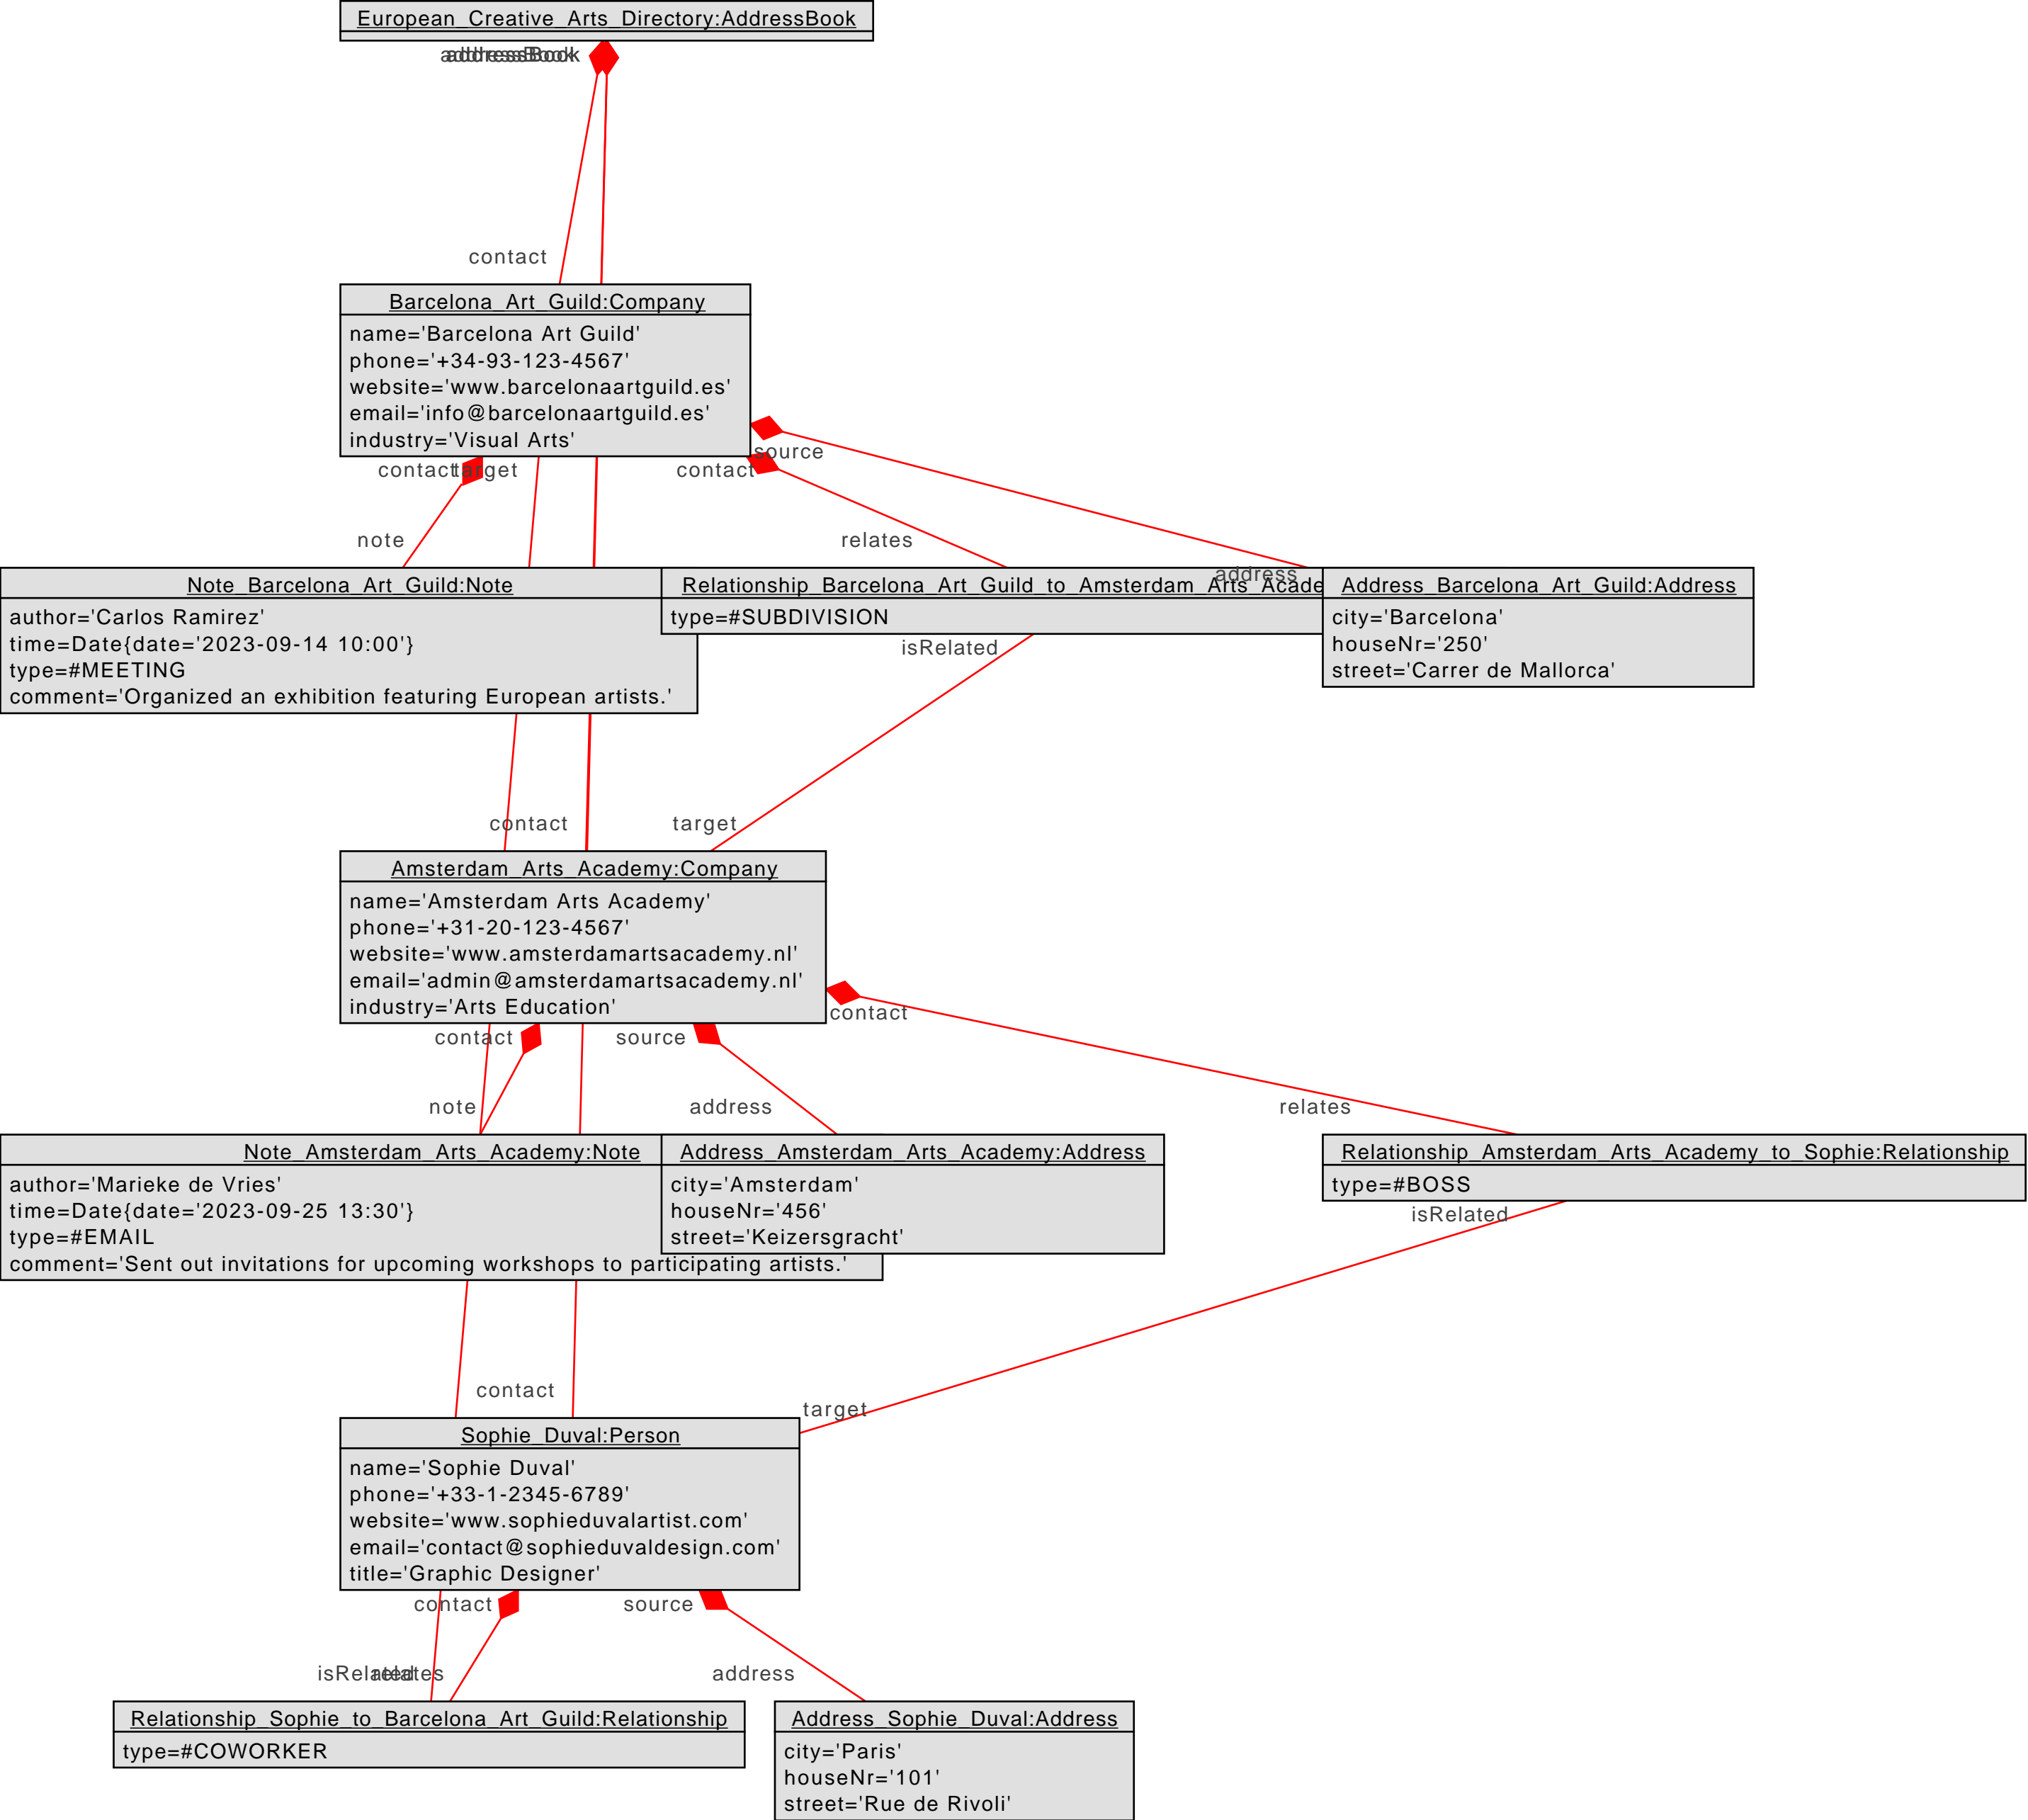 European_Creative_Arts_Directory:AddressBook
addressBook
contact
Barcelona_Art_Guild:Company
name='Barcelona Art Guild'
phone='+34-93-123-4567'
website='www.barcelonaartguild.es'
email='info@barcelonaartguild.es'
industry='Visual Arts'
source
contact
target
contact
note
relates
address
Note_Barcelona_Art_Guild:Note
author='Carlos Ramirez'
time=Date{date='2023-09-14 10:00'}
type=#MEETING
comment='Organized an exhibition featuring European artists.'
Relationship_Barcelona_Art_Guild_to_Amsterdam_Arts_Acade
type=#SUBDIVISION
Address_Barcelona_Art_Guild:Address
city='Barcelona'
houseNr='250'
street='Carrer de Mallorca'
isRelated
contact
target
Amsterdam_Arts_Academy:Company
name='Amsterdam Arts Academy'
phone='+31-20-123-4567'
website='www.amsterdamartsacademy.nl'
email='admin@amsterdamartsacademy.nl'
industry='Arts Education'
contact
source
contact
note
address
relates
Note_Amsterdam_Arts_Academy:Note
author='Marieke de Vries'
time=Date{date='2023-09-25 13:30'}
type=#EMAIL
comment='Sent out invitations for upcoming workshops to participating artists.'
Address_Amsterdam_Arts_Academy:Address
city='Amsterdam'
houseNr='456'
street='Keizersgracht'
Relationship_Amsterdam_Arts_Academy_to_Sophie:Relationship
type=#BOSS
isRelated
contact
target
Sophie_Duval:Person
name='Sophie Duval'
phone='+33-1-2345-6789'
website='www.sophieduvalartist.com'
email='contact@sophieduvaldesign.com'
title='Graphic Designer'
contact
source
isRelated
relates
address
Relationship_Sophie_to_Barcelona_Art_Guild:Relationship
type=#COWORKER
Address_Sophie_Duval:Address
city='Paris'
houseNr='101'
street='Rue de Rivoli'